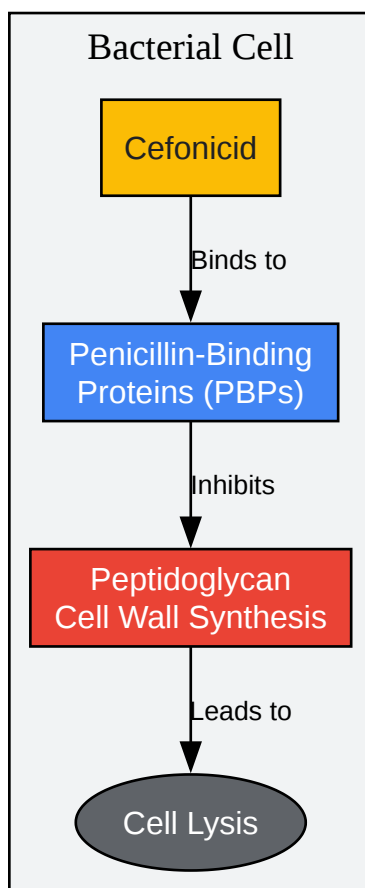 Bacterial Cell
Cefonicid
Binds to
Penicillin-Binding
Proteins (PBPs)
Inhibits
Peptidoglycan
Cell Wall Synthesis
Leads to
Cell Lysis